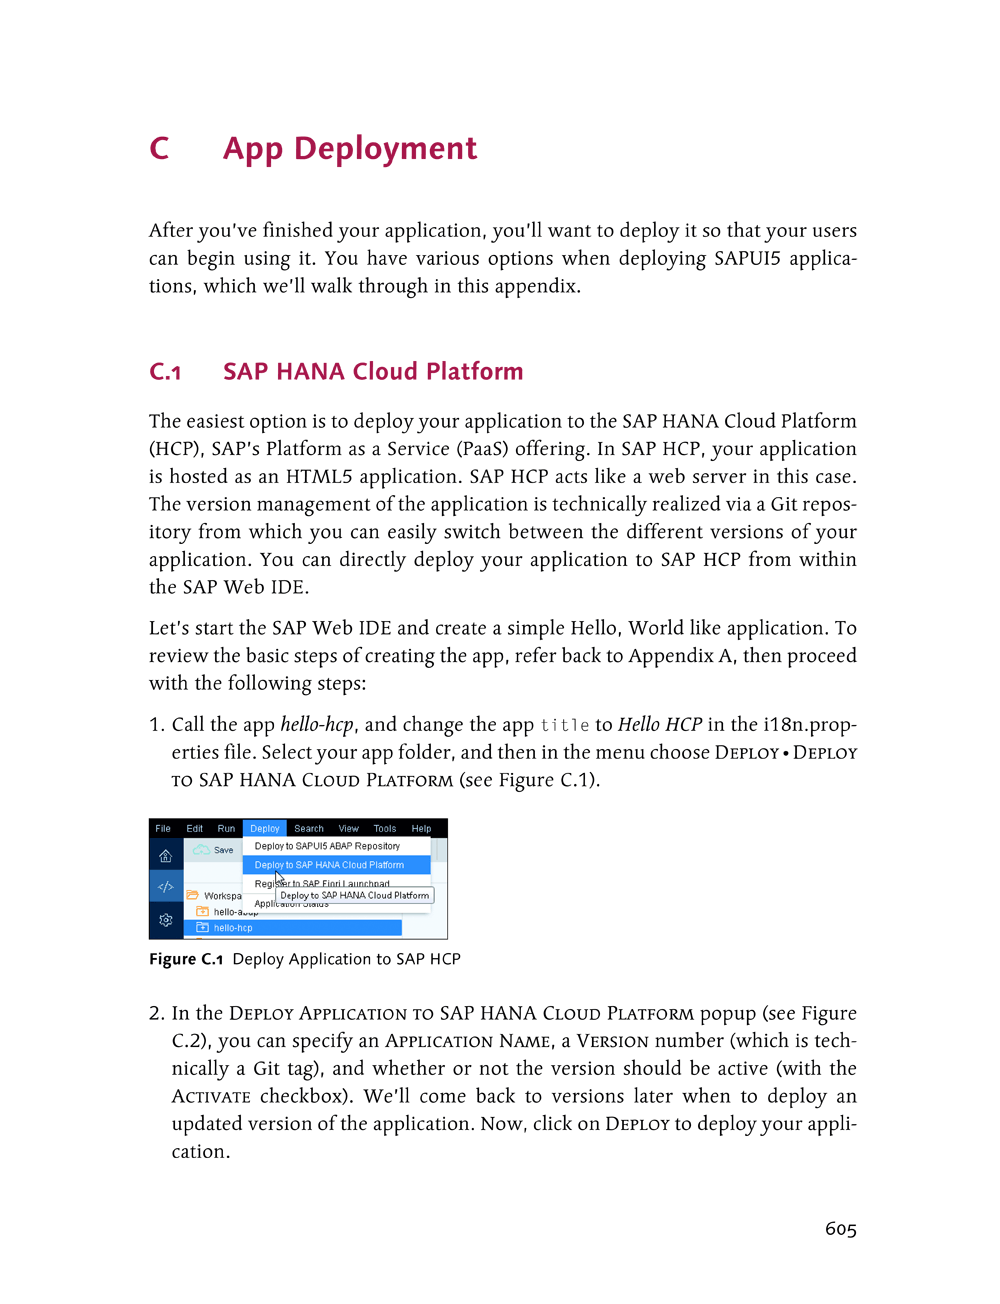 C App Deployment
After you've finished your application, you'll want to deploy it so that your users
can begin using it. You have various options when deploying SAPUI5 applica-
tions, which we'll walk through in this appendix.
C.1 SAP HANA Cloud Platform
The easiest option is to deploy your application to the SAP HANA Cloud Platform
(HCP), SAP's Platform as a Service (PaaS) offering. In SAP HCP, your application
is hosted as an HTML5 application. SAP HCP acts like a web server in this case.
The version management of the application is technically realized via a Git repos-
itory from which you can easily switch between the different versions of your
application. You can directly deploy your application to SAP HCP from within
the SAP Web IDE.
Let's start the SAP Web IDE and create a simple Hello, World like application. To
review the basic steps of creating the app, refer back to Appendix A, then proceed
with the following steps:
1. Call the app hello-hcp, and change the app title to Hello HCP in the i18n.prop-
erties file. Select your app folder, and then in the menu choose DEPLOY • DEPLOY
TO SAP HANA CLOUD PLATFORM (see Figure C.1).
File Edit Run Deploy Search View Tools Help
Save Deploy to SAPUI5 ABAP Repository
Deploy to SAP HANA Cloud Platform
Register to SAP Fiori Launchpad
Workspa Deploy to SAP HANA Cloud Platform
Application Status
hello-abap
hello-hcp
Figure C.1 Deploy Application to SAP HCP
2. In the DEPLOY APPLICATION TO SAP HANA CLOUD PLATFORM popup (see Figure
C.2), you can specify an APPLICATION NAME, a VERSION number (which is tech-
nically a Git tag), and whether or not the version should be active (with the
ACTIVATE checkbox). We'll come back to versions later when to deploy an
updated version of the application. Now, click on DEPLOY to deploy your appli-
cation.
605